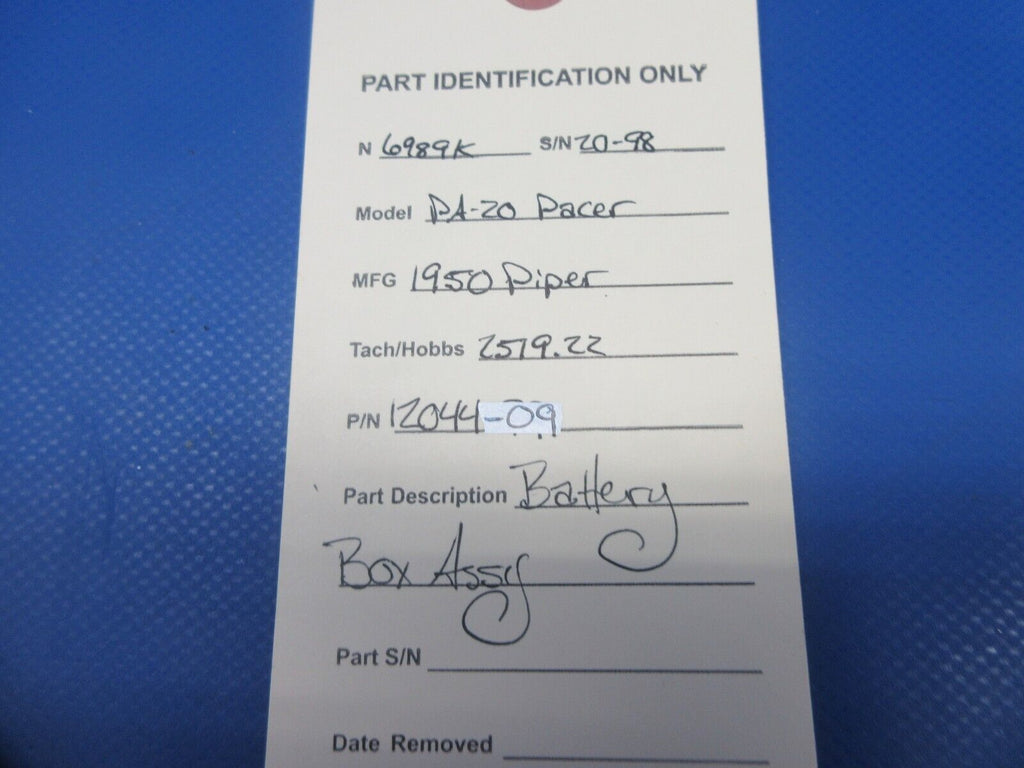 PART IDENTIFICATION ONLY
N 6989K S/N 20-98
Model PA-20 Pacer
MFG 1950 Piper
Tach/Hobbs 2519.22
P/N 12044-09
Part Description Battery
Box Assy
Part S/N
Date Removed